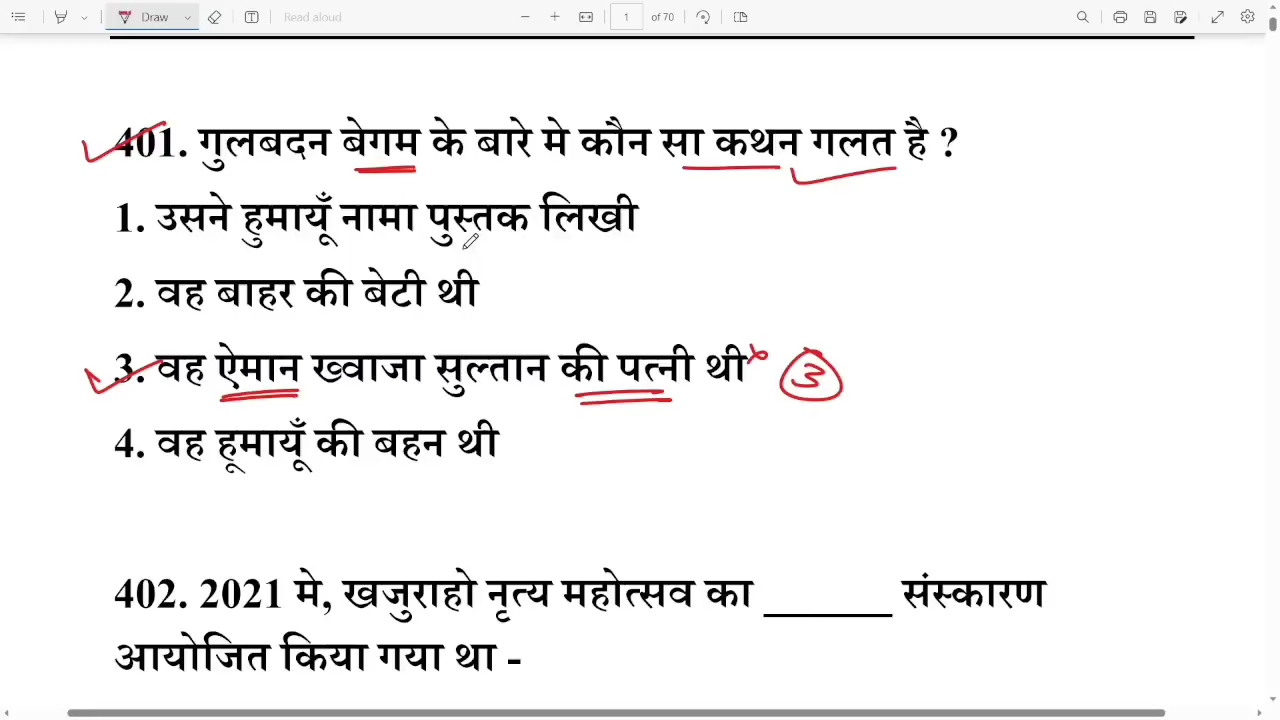 Draw
Read aloud
1 of 70
401. गुलबदन बेगम के बारे मे कौन सा कथन गलत है ?
1. उसने हुमायूँ नामा पुस्तक लिखी
2. वह बाहर की बेटी थी
3. वह ऐमान ख्वाजा सुल्तान की पत्नी थी 3
4. वह हूमायूँ की बहन थी
402. 2021 मे, खजुराहो नृत्य महोत्सव का ______ संस्कारण
आयोजित किया गया था -